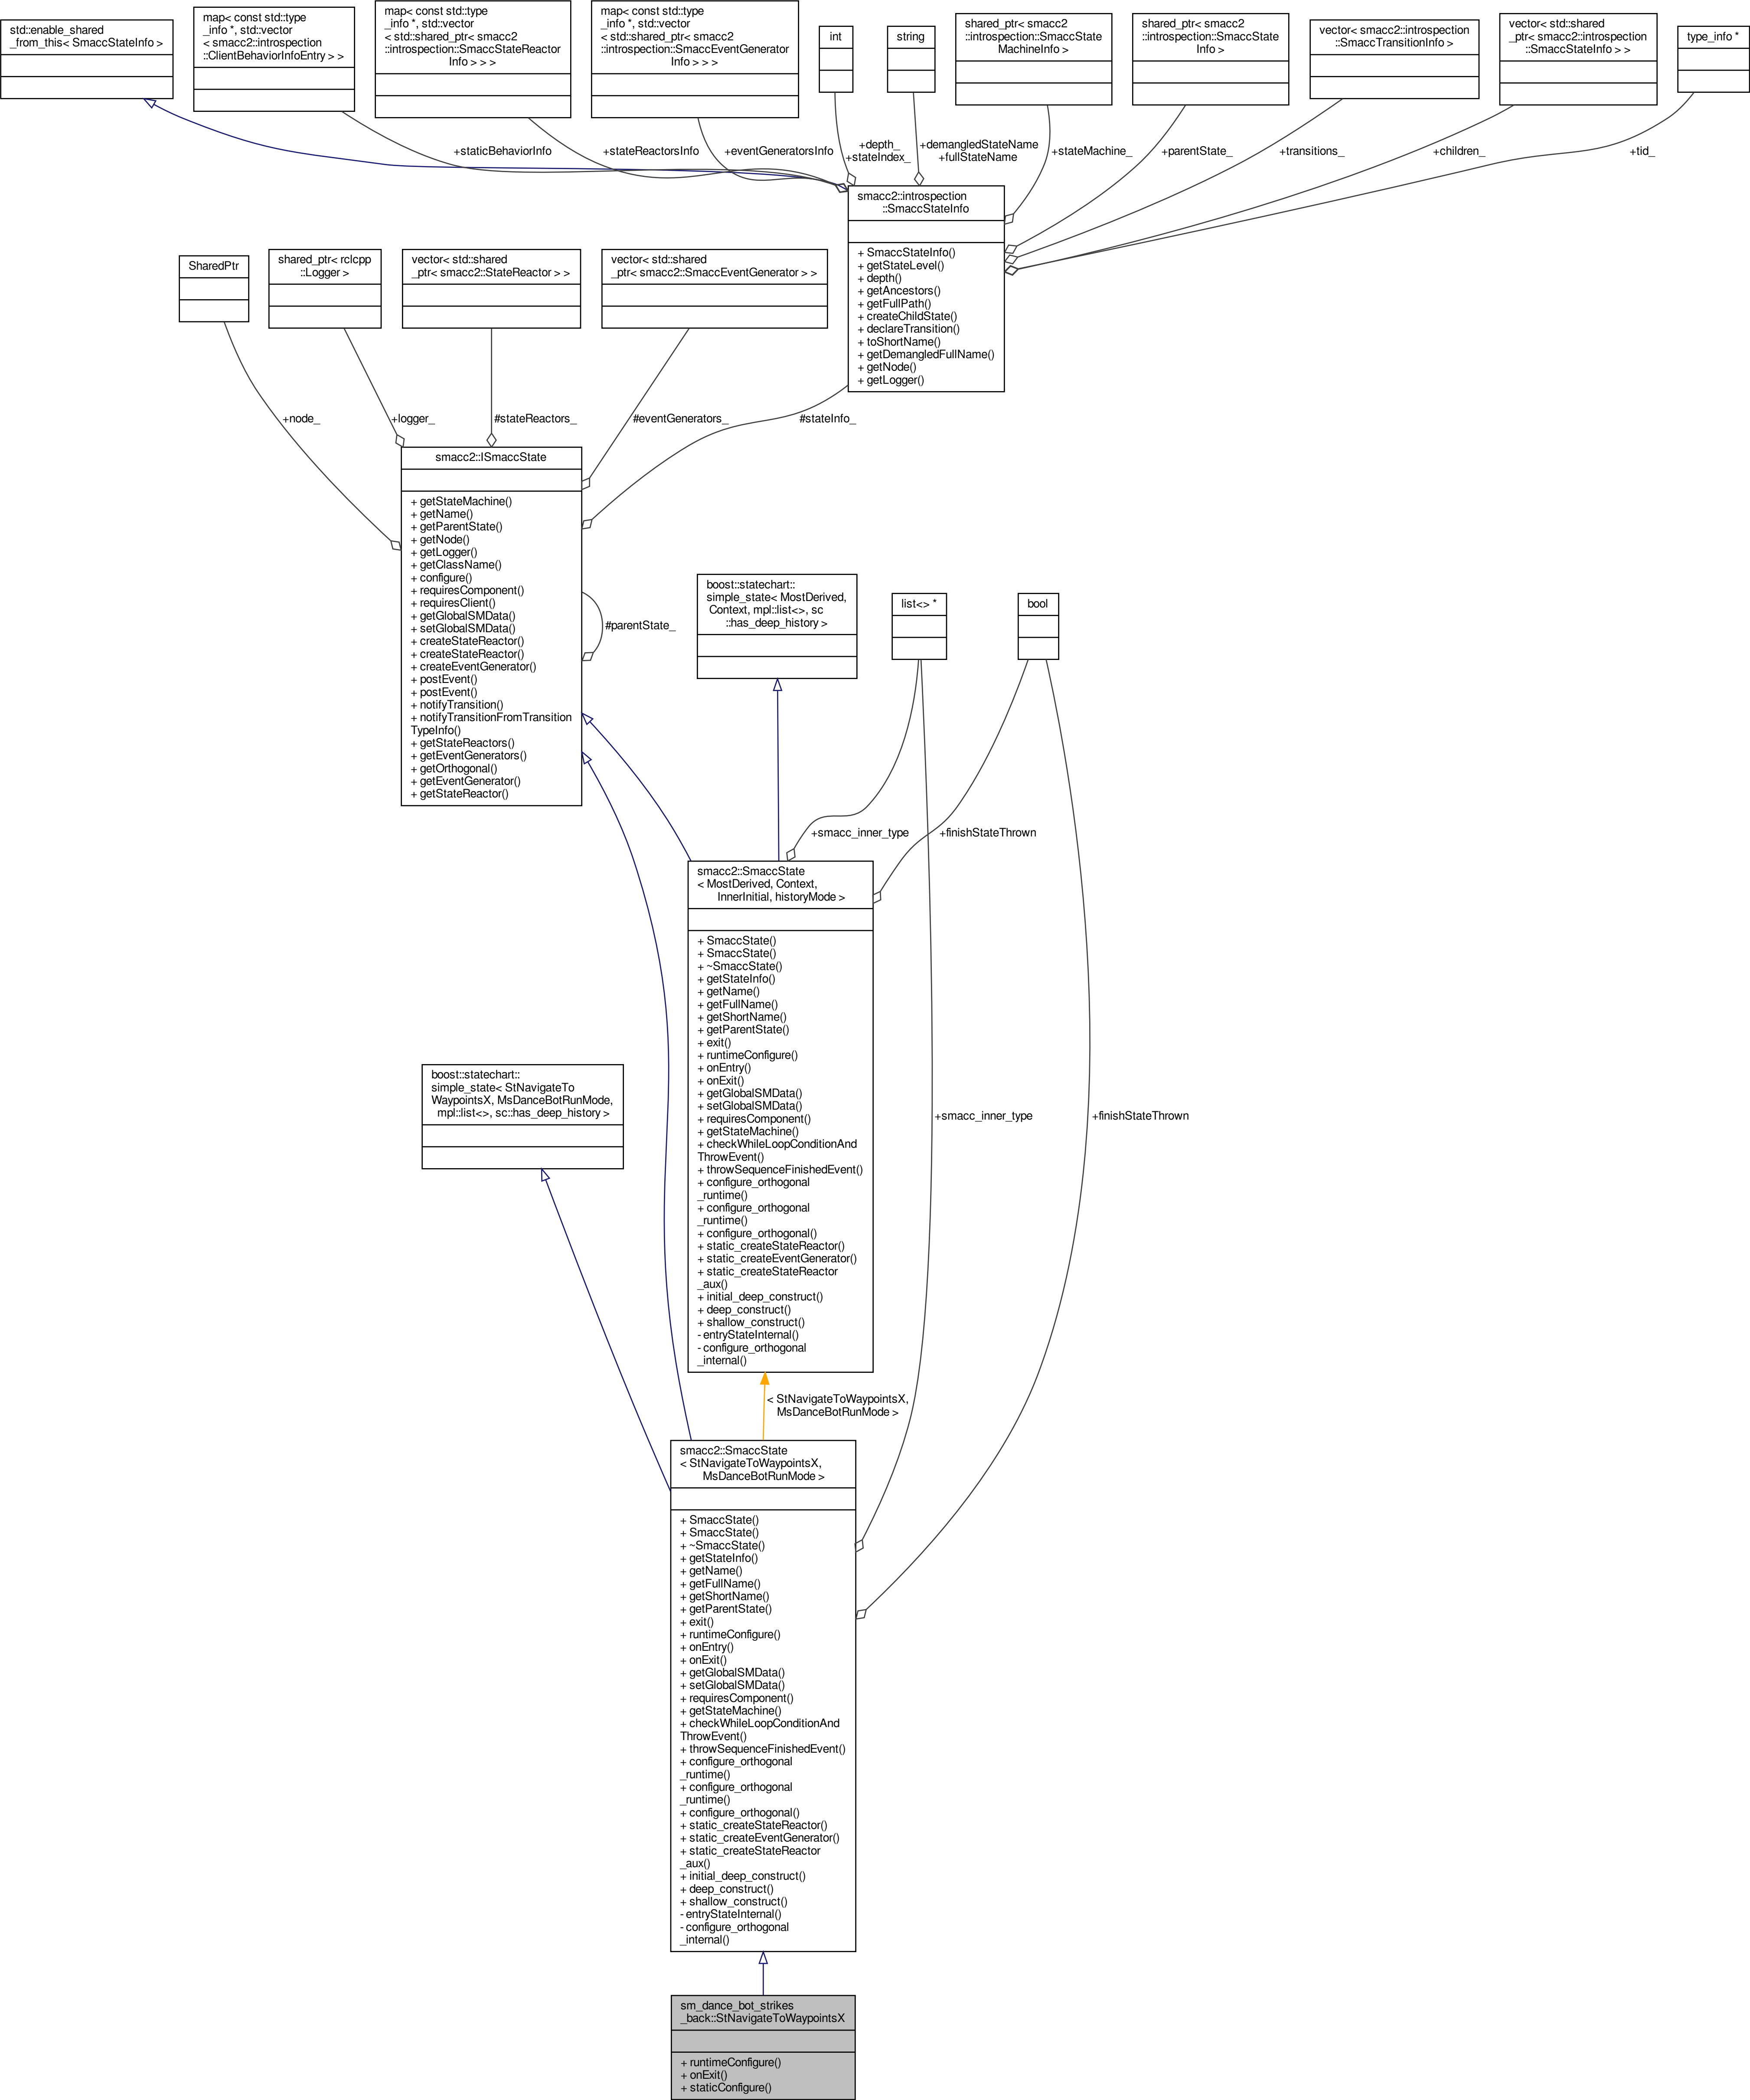 std::enable_shared
_from_this< SmaccStateInfo >
map< const std::type
_info *, std::vector
< smacc2::introspection
::ClientBehaviorInfoEntry > >
map< const std::type
_info *, std::vector
< std::shared_ptr< smacc2
::introspection::SmaccStateReactor
Info > > >
map< const std::type
_info *, std::vector
< std::shared_ptr< smacc2
::introspection::SmaccEventGenerator
Info > > >
int
string
shared_ptr< smacc2
::introspection::SmaccState
MachineInfo >
shared_ptr< smacc2
::introspection::SmaccState
Info >
vector< smacc2::introspection
::SmaccTransitionInfo >
vector< std::shared
_ptr< smacc2::introspection
::SmaccStateInfo > >
type_info *
+staticBehaviorInfo
+stateReactorsInfo
+eventGeneratorsInfo
+depth_
+stateIndex_
+demangledStateName
+fullStateName
+stateMachine_
+parentState_
+transitions_
+children_
+tid_
smacc2::introspection
::SmaccStateInfo
+ SmaccStateInfo()
+ getStateLevel()
+ depth()
+ getAncestors()
+ getFullPath()
+ createChildState()
+ declareTransition()
+ toShortName()
+ getDemangledFullName()
+ getNode()
+ getLogger()
SharedPtr
shared_ptr< rclcpp
::Logger >
vector< std::shared
_ptr< smacc2::StateReactor > >
vector< std::shared
_ptr< smacc2::SmaccEventGenerator > >
+node_
+logger_
#stateReactors_
#eventGenerators_
#stateInfo_
smacc2::ISmaccState
+ getStateMachine()
+ getName()
+ getParentState()
+ getNode()
+ getLogger()
+ getClassName()
+ configure()
+ requiresComponent()
+ requiresClient()
+ getGlobalSMData()
+ setGlobalSMData()
+ createStateReactor()
+ createStateReactor()
+ createEventGenerator()
+ postEvent()
+ postEvent()
+ notifyTransition()
+ notifyTransitionFromTransition
TypeInfo()
+ getStateReactors()
+ getEventGenerators()
+ getOrthogonal()
+ getEventGenerator()
+ getStateReactor()
#parentState_
boost::statechart::
simple_state< MostDerived,
Context, mpl::list<>, sc
::has_deep_history >
list<> *
bool
+smacc_inner_type
+finishStateThrown
smacc2::SmaccState
< MostDerived, Context,
InnerInitial, historyMode >
+ SmaccState()
+ SmaccState()
+ ~SmaccState()
+ getStateInfo()
+ getName()
+ getFullName()
+ getShortName()
+ getParentState()
+ exit()
+ runtimeConfigure()
+ onEntry()
+ onExit()
+ getGlobalSMData()
+ setGlobalSMData()
+ requiresComponent()
+ getStateMachine()
+ checkWhileLoopConditionAnd
ThrowEvent()
+ throwSequenceFinishedEvent()
+ configure_orthogonal
_runtime()
+ configure_orthogonal
_runtime()
+ configure_orthogonal()
+ static_createStateReactor()
+ static_createEventGenerator()
+ static_createStateReactor
_aux()
+ initial_deep_construct()
+ deep_construct()
+ shallow_construct()
- entryStateInternal()
- configure_orthogonal
_internal()
boost::statechart::
simple_state< StNavigateTo
WaypointsX, MsDanceBotRunMode,
mpl::list<>, sc::has_deep_history >
+smacc_inner_type
+finishStateThrown
< StNavigateToWaypointsX,
MsDanceBotRunMode >
smacc2::SmaccState
< StNavigateToWaypointsX,
MsDanceBotRunMode >
+ SmaccState()
+ SmaccState()
+ ~SmaccState()
+ getStateInfo()
+ getName()
+ getFullName()
+ getShortName()
+ getParentState()
+ exit()
+ runtimeConfigure()
+ onEntry()
+ onExit()
+ getGlobalSMData()
+ setGlobalSMData()
+ requiresComponent()
+ getStateMachine()
+ checkWhileLoopConditionAnd
ThrowEvent()
+ throwSequenceFinishedEvent()
+ configure_orthogonal
_runtime()
+ configure_orthogonal
_runtime()
+ configure_orthogonal()
+ static_createStateReactor()
+ static_createEventGenerator()
+ static_createStateReactor
_aux()
+ initial_deep_construct()
+ deep_construct()
+ shallow_construct()
- entryStateInternal()
- configure_orthogonal
_internal()
sm_dance_bot_strikes
_back::StNavigateToWaypointsX
+ runtimeConfigure()
+ onExit()
+ staticConfigure()